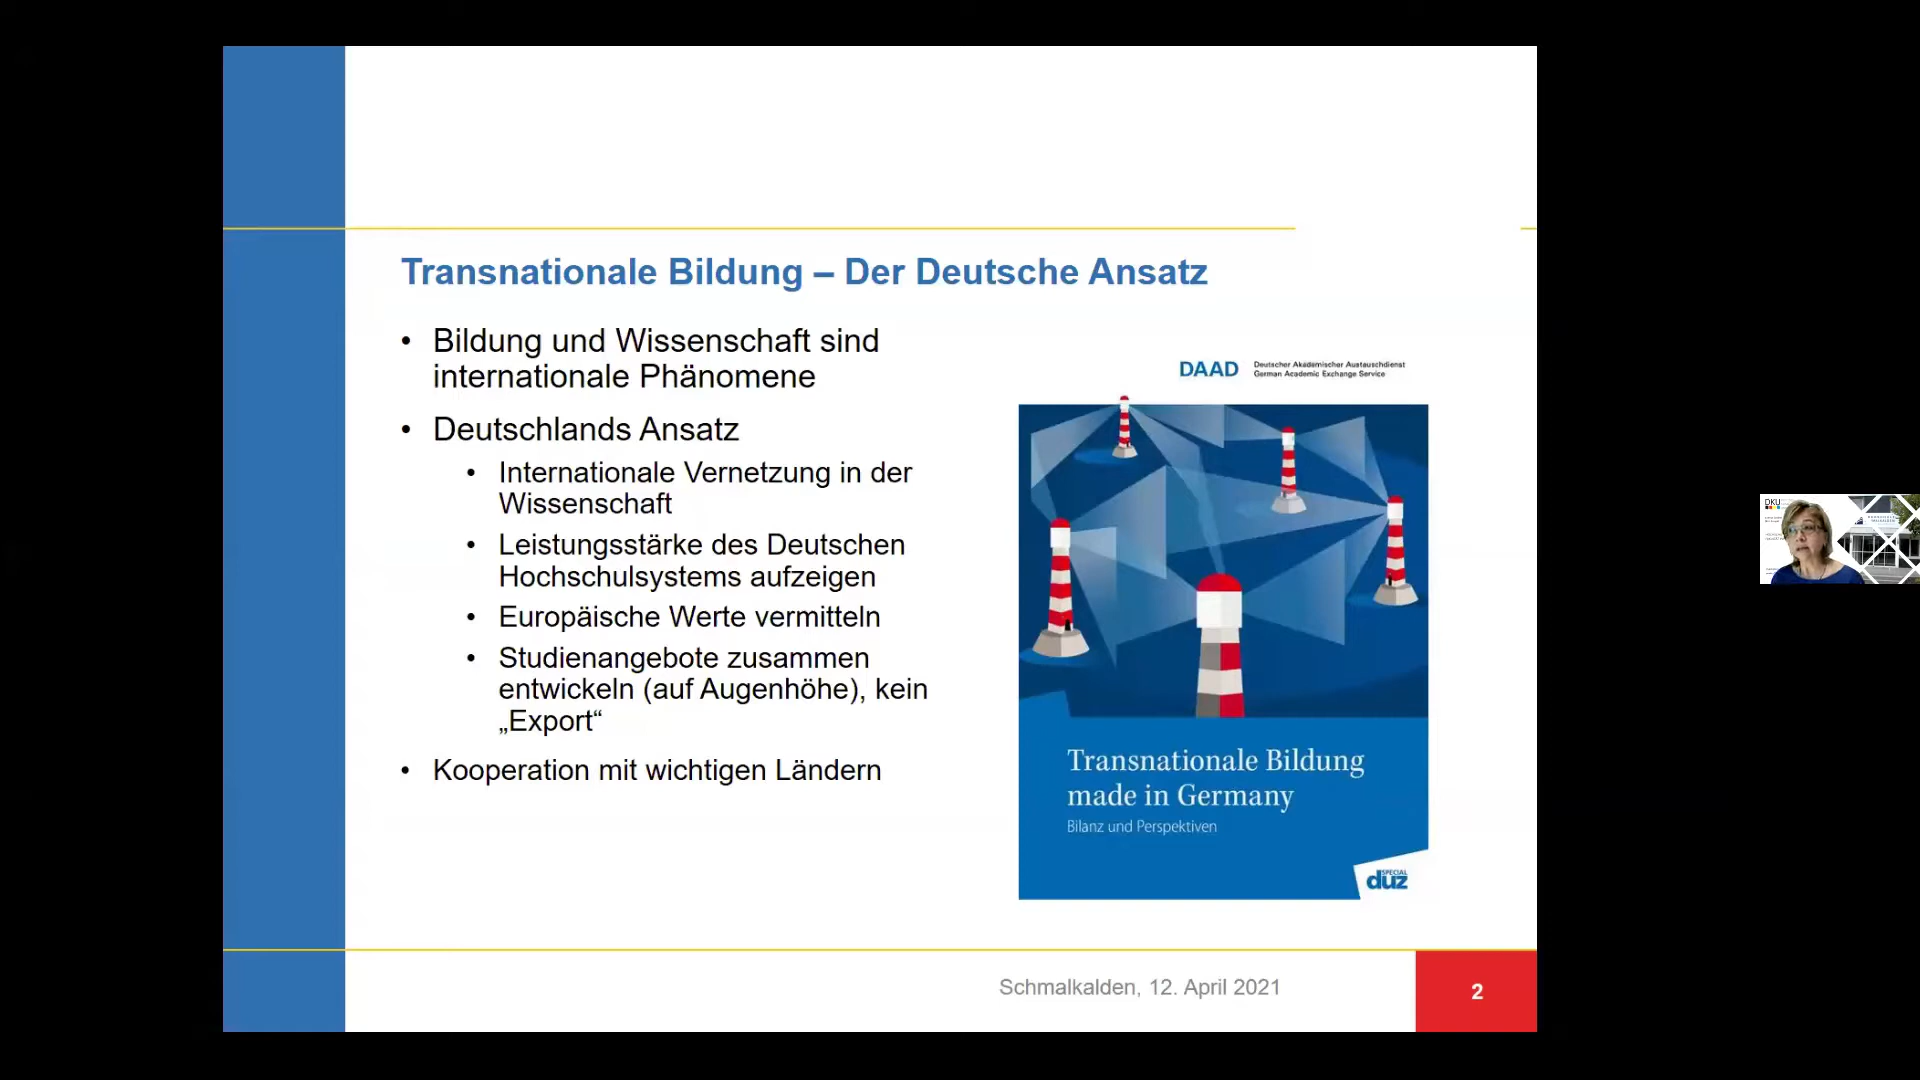 Transnationale Bildung – Der Deutsche Ansatz
• Bildung und Wissenschaft sind
internationale Phänomene
• Deutschlands Ansatz
• Internationale Vernetzung in der
Wissenschaft
• Leistungsstärke des Deutschen
Hochschulsystems aufzeigen
• Europäische Werte vermitteln
• Studienangebote zusammen
entwickeln (auf Augenhöhe), kein
„Export“
• Kooperation mit wichtigen Ländern
DAAD
Deutscher Akademischer Austauschdienst
German Academic Exchange Service
Transnationale Bildung
made in Germany
Bilanz und Perspektiven
SPECIAL
duz
Schmalkalden, 12. April 2021
2
DKU